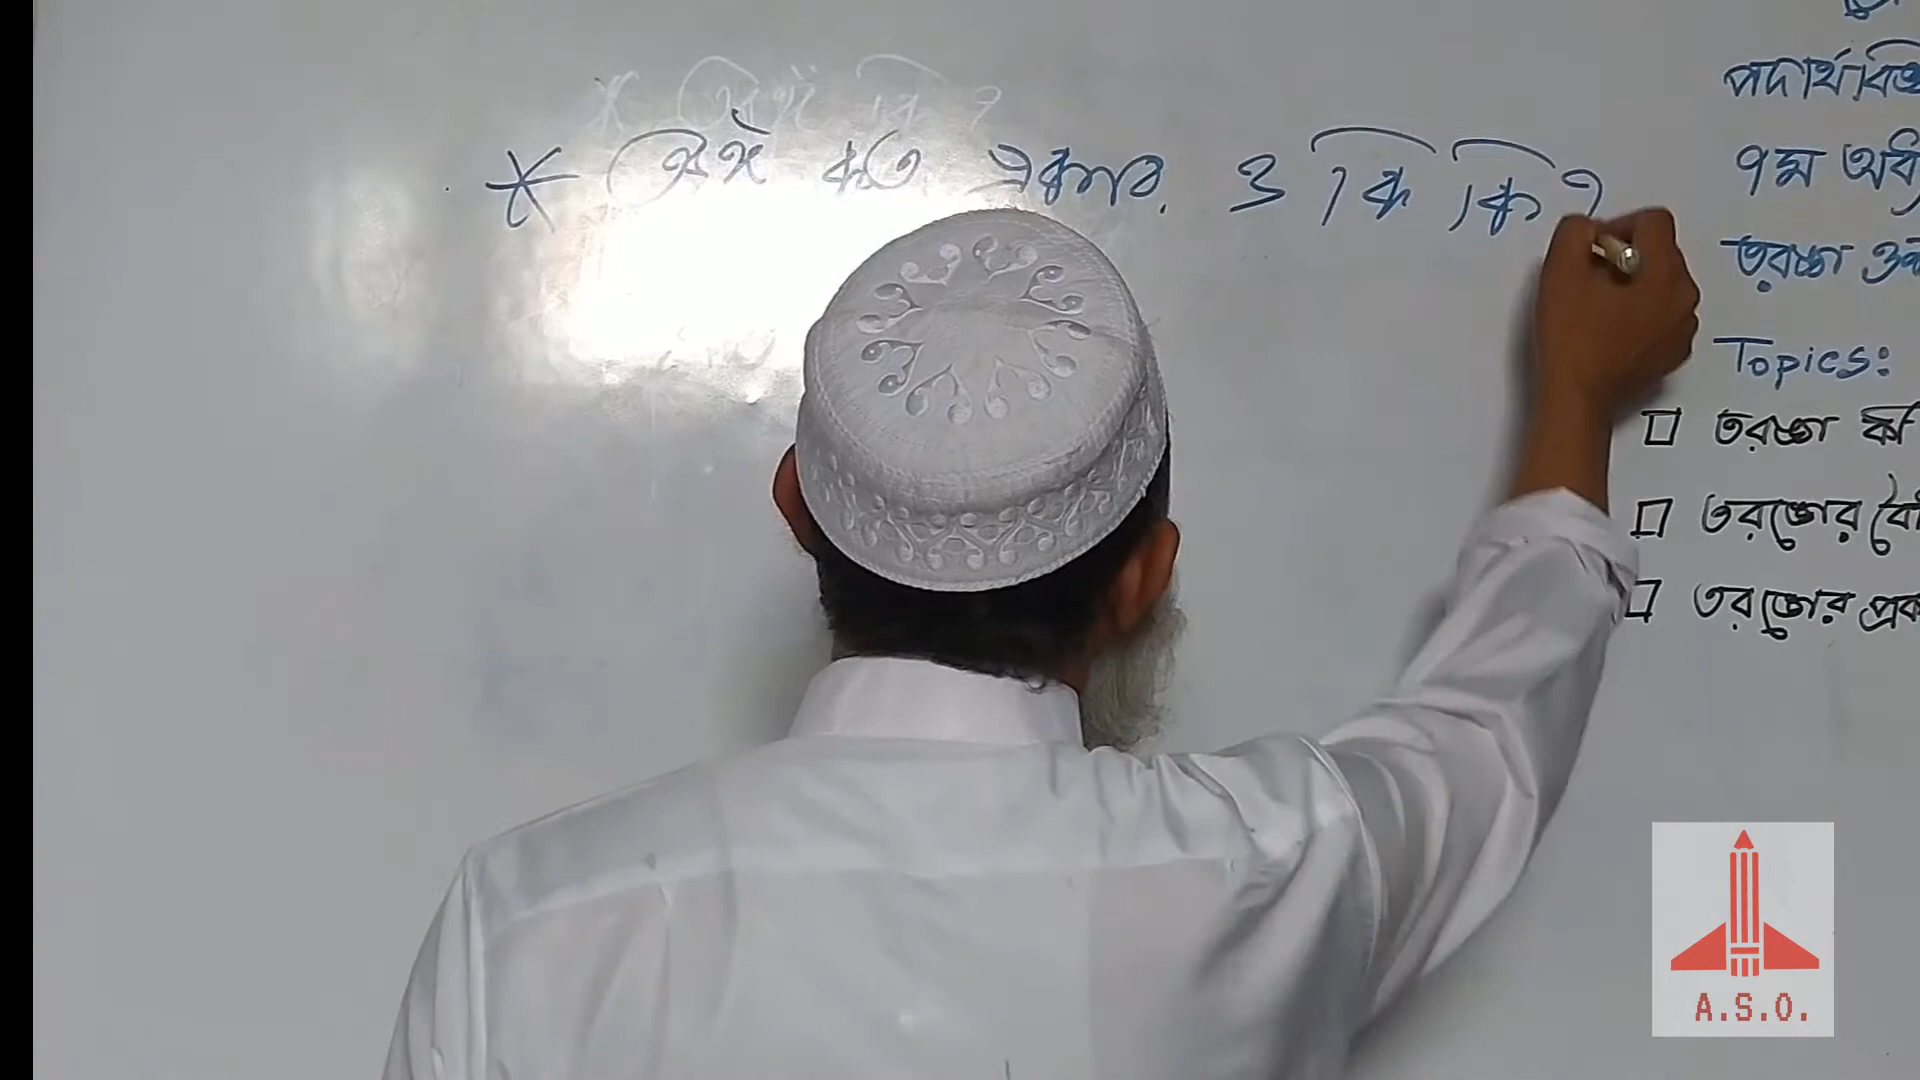 * তরঙ্গ কত প্রকার ও কি কি ?
পদার্থবিজ্ঞ
৭ম অধ্য
তরঙ্গ ও শ
Topics:
তরঙ্গ কী
তরঙ্গের বৈ
তরঙ্গের প্রক
A.S.O.